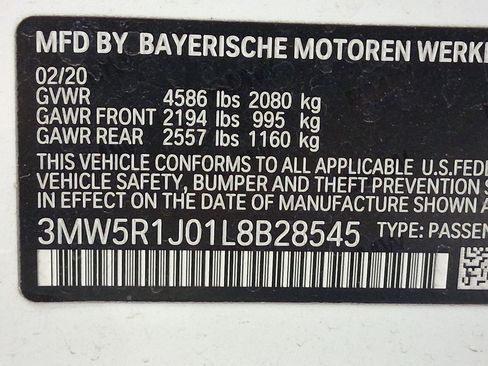 MFD BY BAYERISCHE MOTOREN WERKE
02/20
GVWR 4586 lbs 2080 kg
GAWR FRONT 2194 lbs 995 kg
GAWR REAR 2557 lbs 1160 kg
THIS VEHICLE CONFORMS TO ALL APPLICABLE U.S.FEDE
VEHICLE SAFETY, BUMPER AND THEFT PREVENTION S
IN EFFECT ON THE DATE OF MANUFACTURE SHOWN A
3MW5R1J01L8B28545 TYPE: PASSEN